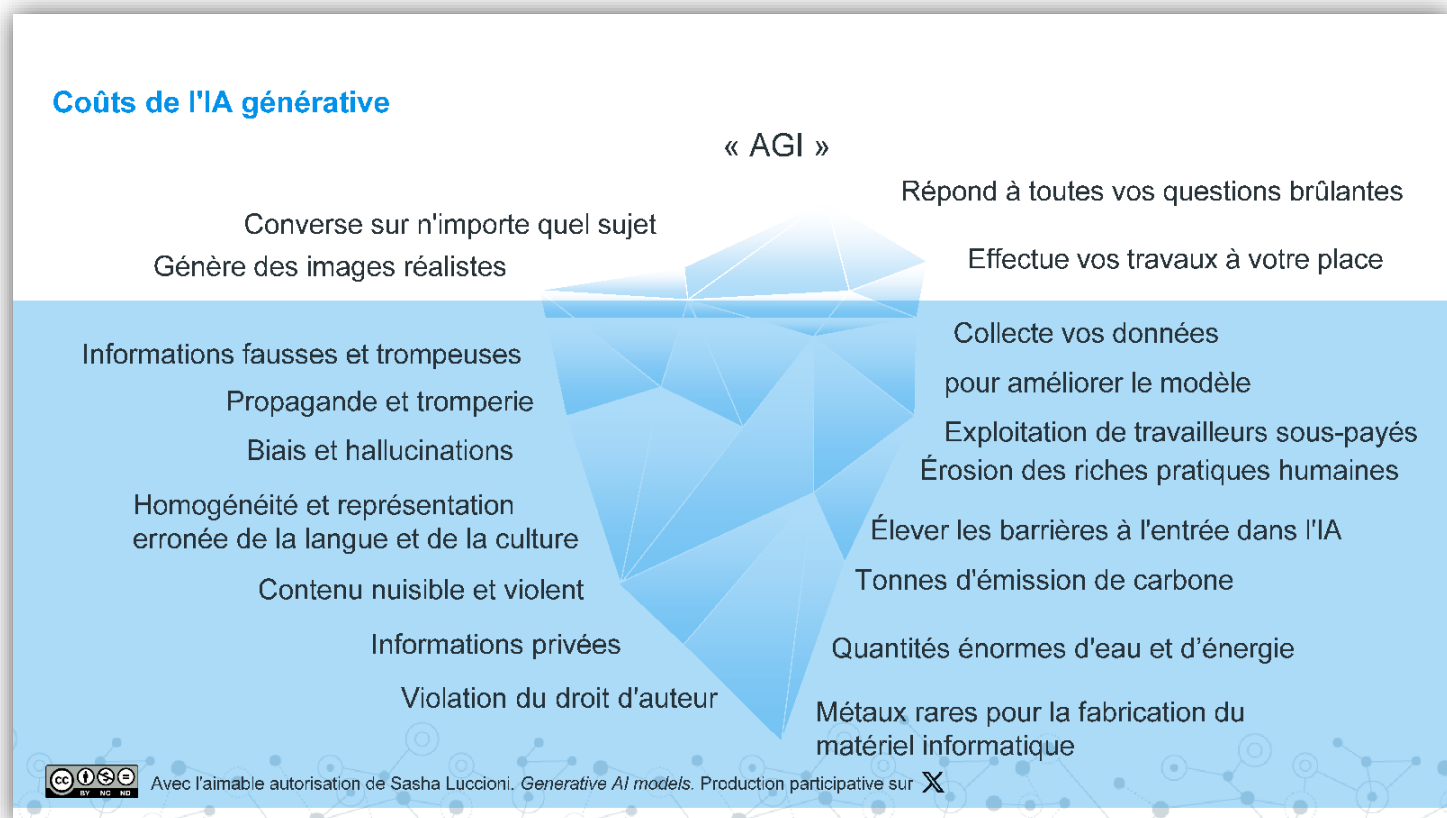 Coûts de l'IA générative
« AGI »
Répond à toutes vos questions brûlantes
Converse sur n'importe quel sujet
Génère des images réalistes
Effectue vos travaux à votre place
Informations fausses et trompeuses
Propagande et tromperie
Biais et hallucinations
Homogénéité et représentation
erronée de la langue et de la culture
Contenu nuisible et violent
Informations privées
Violation du droit d'auteur
Collecte vos données
pour améliorer le modèle
Exploitation de travailleurs sous-payés
Érosion des riches pratiques humaines
Élever les barrières à l'entrée dans l'IA
Tonnes d'émission de carbone
Quantités énormes d'eau et d’énergie
Métaux rares pour la fabrication du
matériel informatique
cc BY NC ND
Avec l'aimable autorisation de Sasha Luccioni. Generative AI models. Production participative sur X